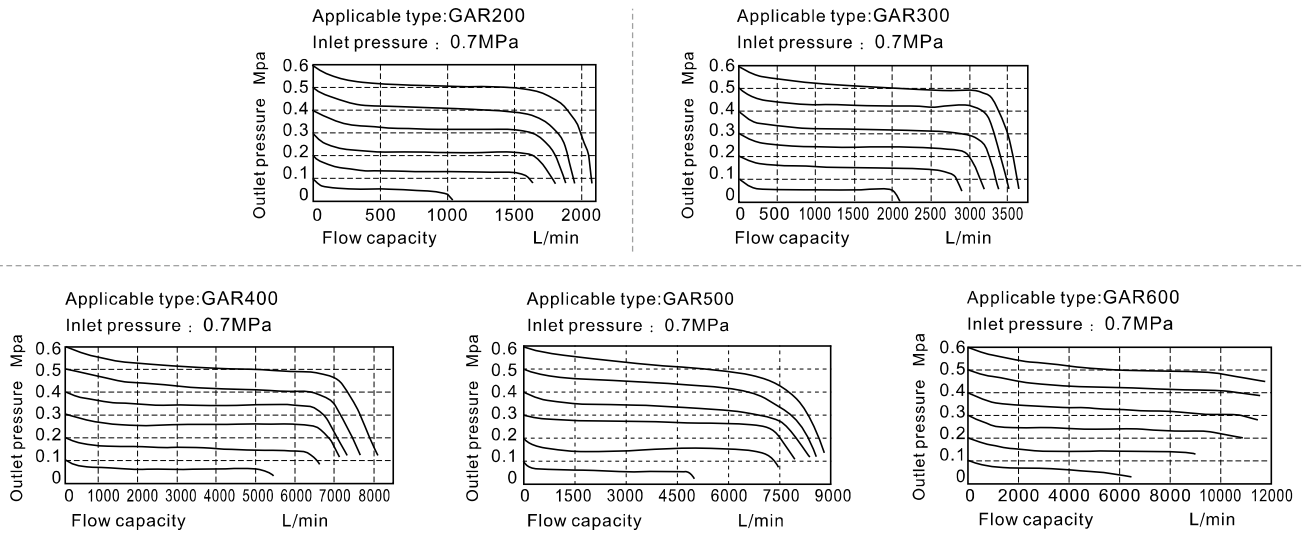 Applicable type:GAR200
Inlet pressure : 0.7MPa
Outlet pressure Mpa
0.6
0.5
0.4
0.3
0.2
0.1
0
0 500 1000 1500 2000
Flow capacity L/min
Applicable type:GAR300
Inlet pressure : 0.7MPa
Outlet pressure Mpa
0.6
0.5
0.4
0.3
0.2
0.1
0
0 500 1000 1500 2000 2500 3000 3500
Flow capacity L/min
Applicable type:GAR400
Inlet pressure : 0.7MPa
Outlet pressure Mpa
0.6
0.5
0.4
0.3
0.2
0.1
0
0 1000 2000 3000 4000 5000 6000 7000 8000
Flow capacity L/min
Applicable type:GAR500
Inlet pressure : 0.7MPa
Outlet pressure Mpa
0.6
0.5
0.4
0.3
0.2
0.1
0
0 1500 3000 4500 6000 7500 9000
Flow capacity L/min
Applicable type:GAR600
Inlet pressure : 0.7MPa
Outlet pressure Mpa
0.6
0.5
0.4
0.3
0.2
0.1
0
0 2000 4000 6000 8000 10000 12000
Flow capacity L/min